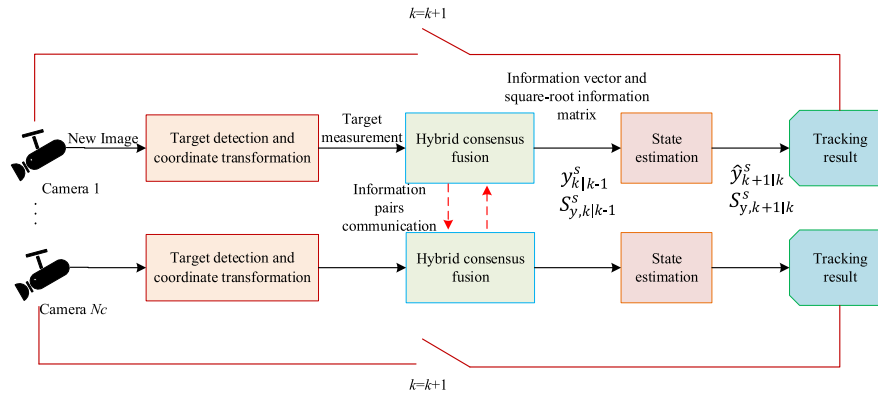 k=k+1
New Image
Target detection and
coordinate transformation
Target
measurement
Hybrid consensus
fusion
Information vector and
square-root information
matrix
y^s_{k|k-1}
S^s_{y,k|k-1}
State
estimation
ŷ^s_{k+1|k}
S^s_{y,k+1|k}
Tracking
result
Camera 1
Information
pairs
communication
Target detection and
coordinate transformation
Hybrid consensus
fusion
State
estimation
Tracking
result
Camera Nc
k=k+1